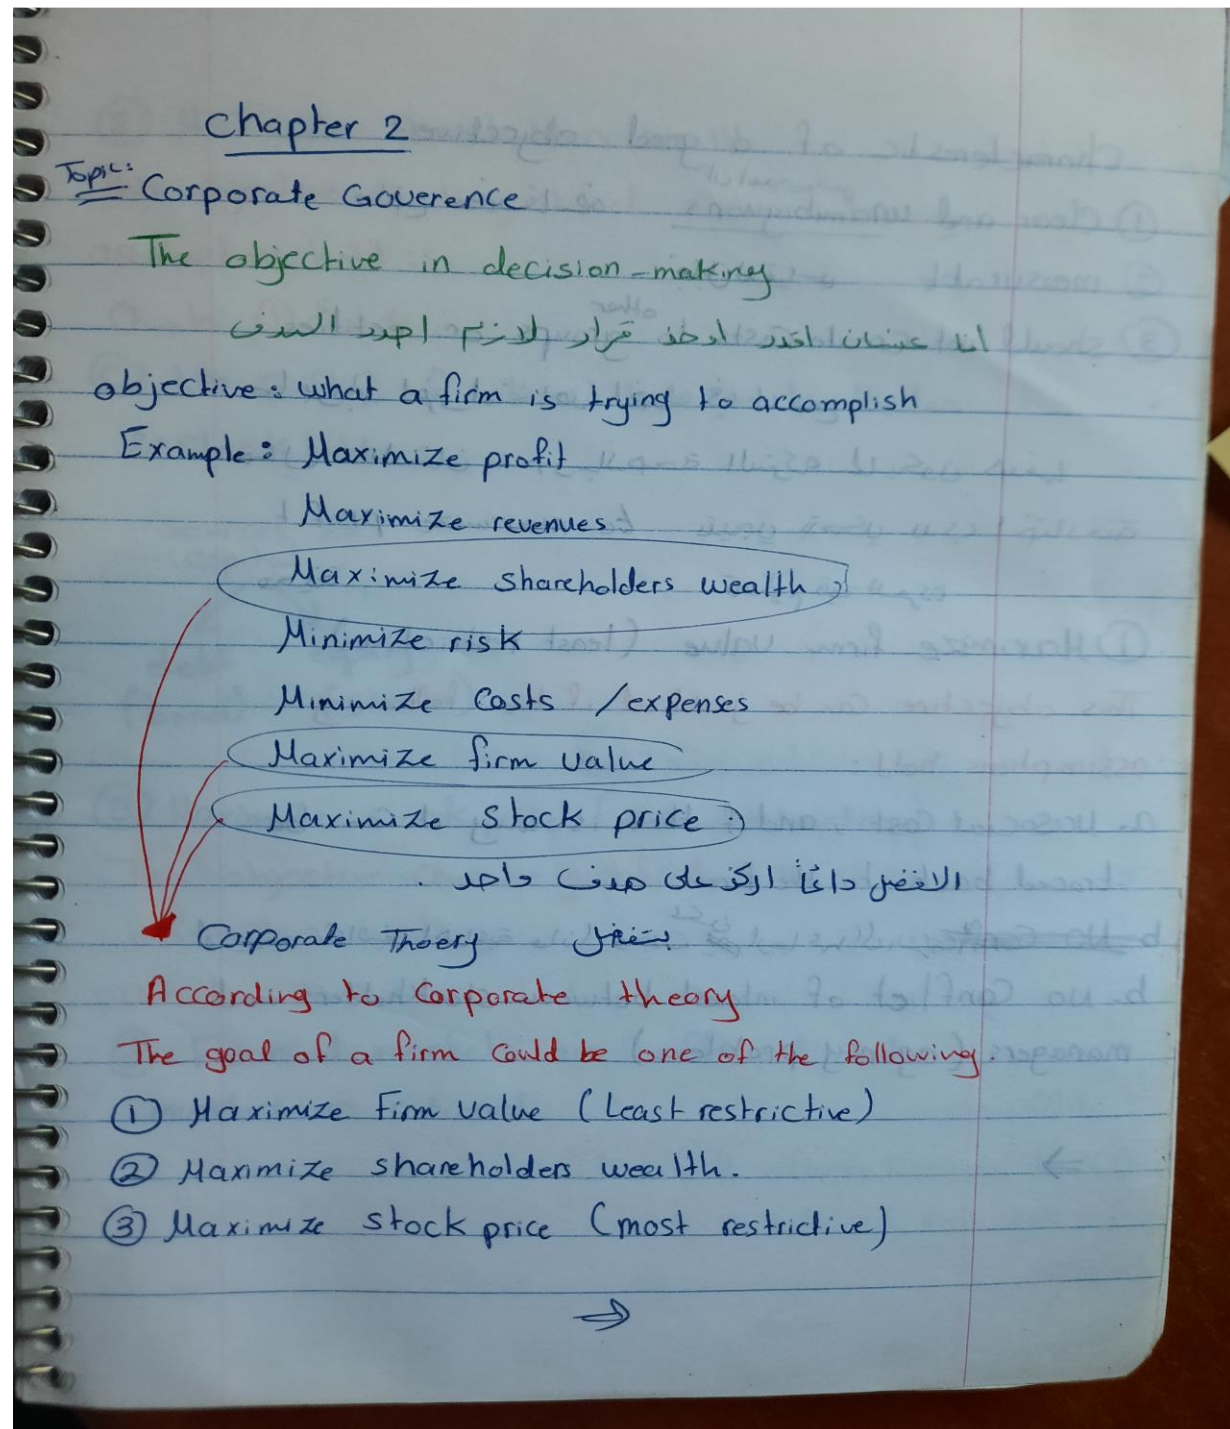 Chapter 2
Topic: Corporate Goverence
The objective in decision-making
أنا عشان اقدر اوخذ قرار لازم احدد الهدف
objective: what a firm is trying to accomplish
Example: Maximize profit
Maximize revenues
Maximize shareholders wealth
Minimize risk
Minimize Costs /expenses
Maximize firm value
Maximize stock price
الافضل دائماً اركز على هدف واحد .
Corporate Thoery بتفضل
According to Corporate theory
The goal of a firm could be one of the following.
① Maximize Firm value (Least restrictive)
② Maximize shareholders wealth.
③ Maximize stock price (most restrictive)
⇒